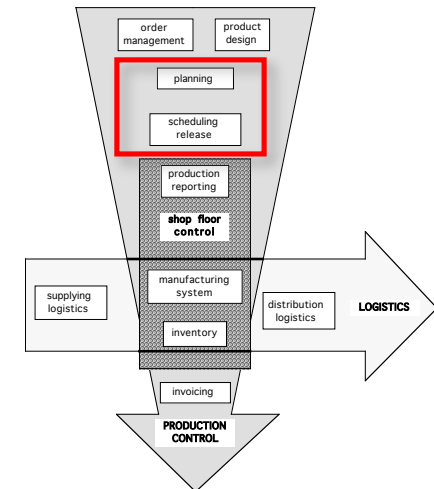 order
management
product
design
planning
scheduling
release
production
reporting
shop floor
control
manufacturing
system
supplying
logistics
distribution
logistics
LOGISTICS
inventory
invoicing
PRODUCTION
CONTROL